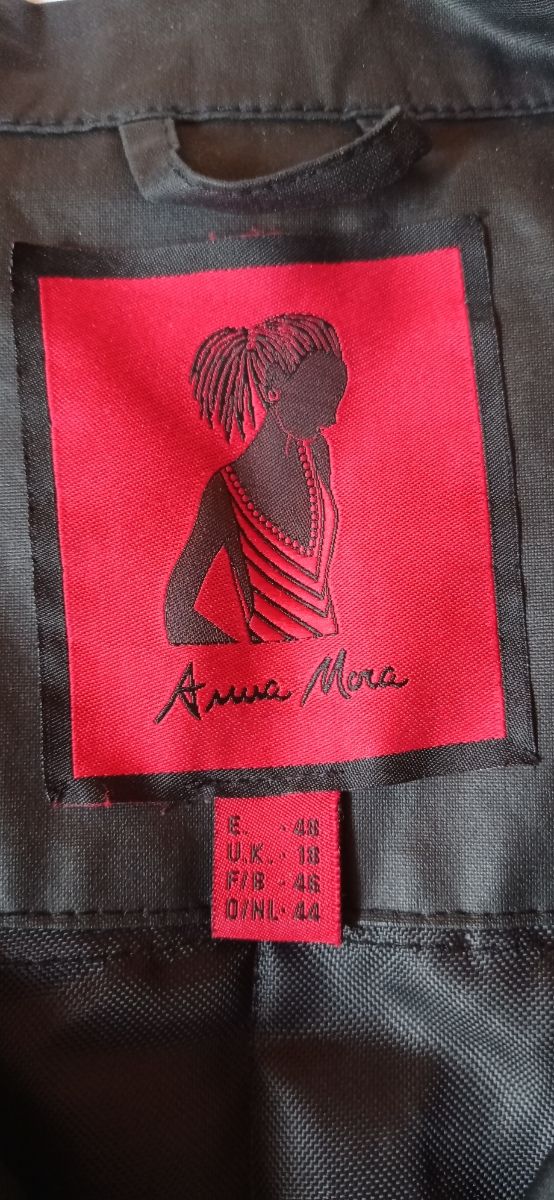 Anna Mora
E. · 48
U.K. · 18
F/B · 46
D/NL · 44